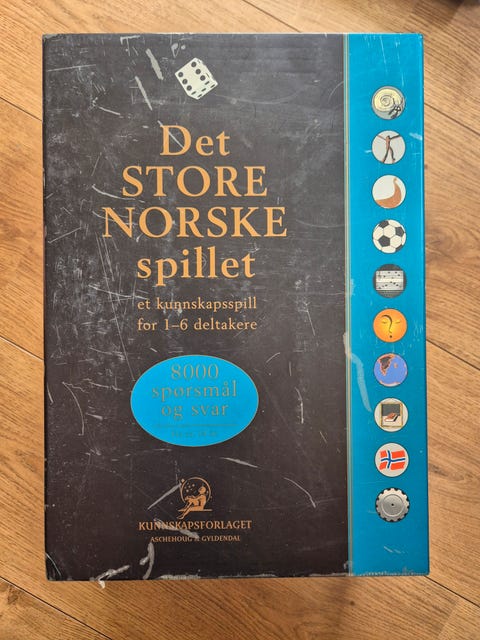 Det
STORE
NORSKE
spillet
et kunnskapsspill
for 1–6 deltakere
8000
spørsmål
og svar
KUNNSKAPSFORLAGET
ASCHEHOUG & GYLDENDAL